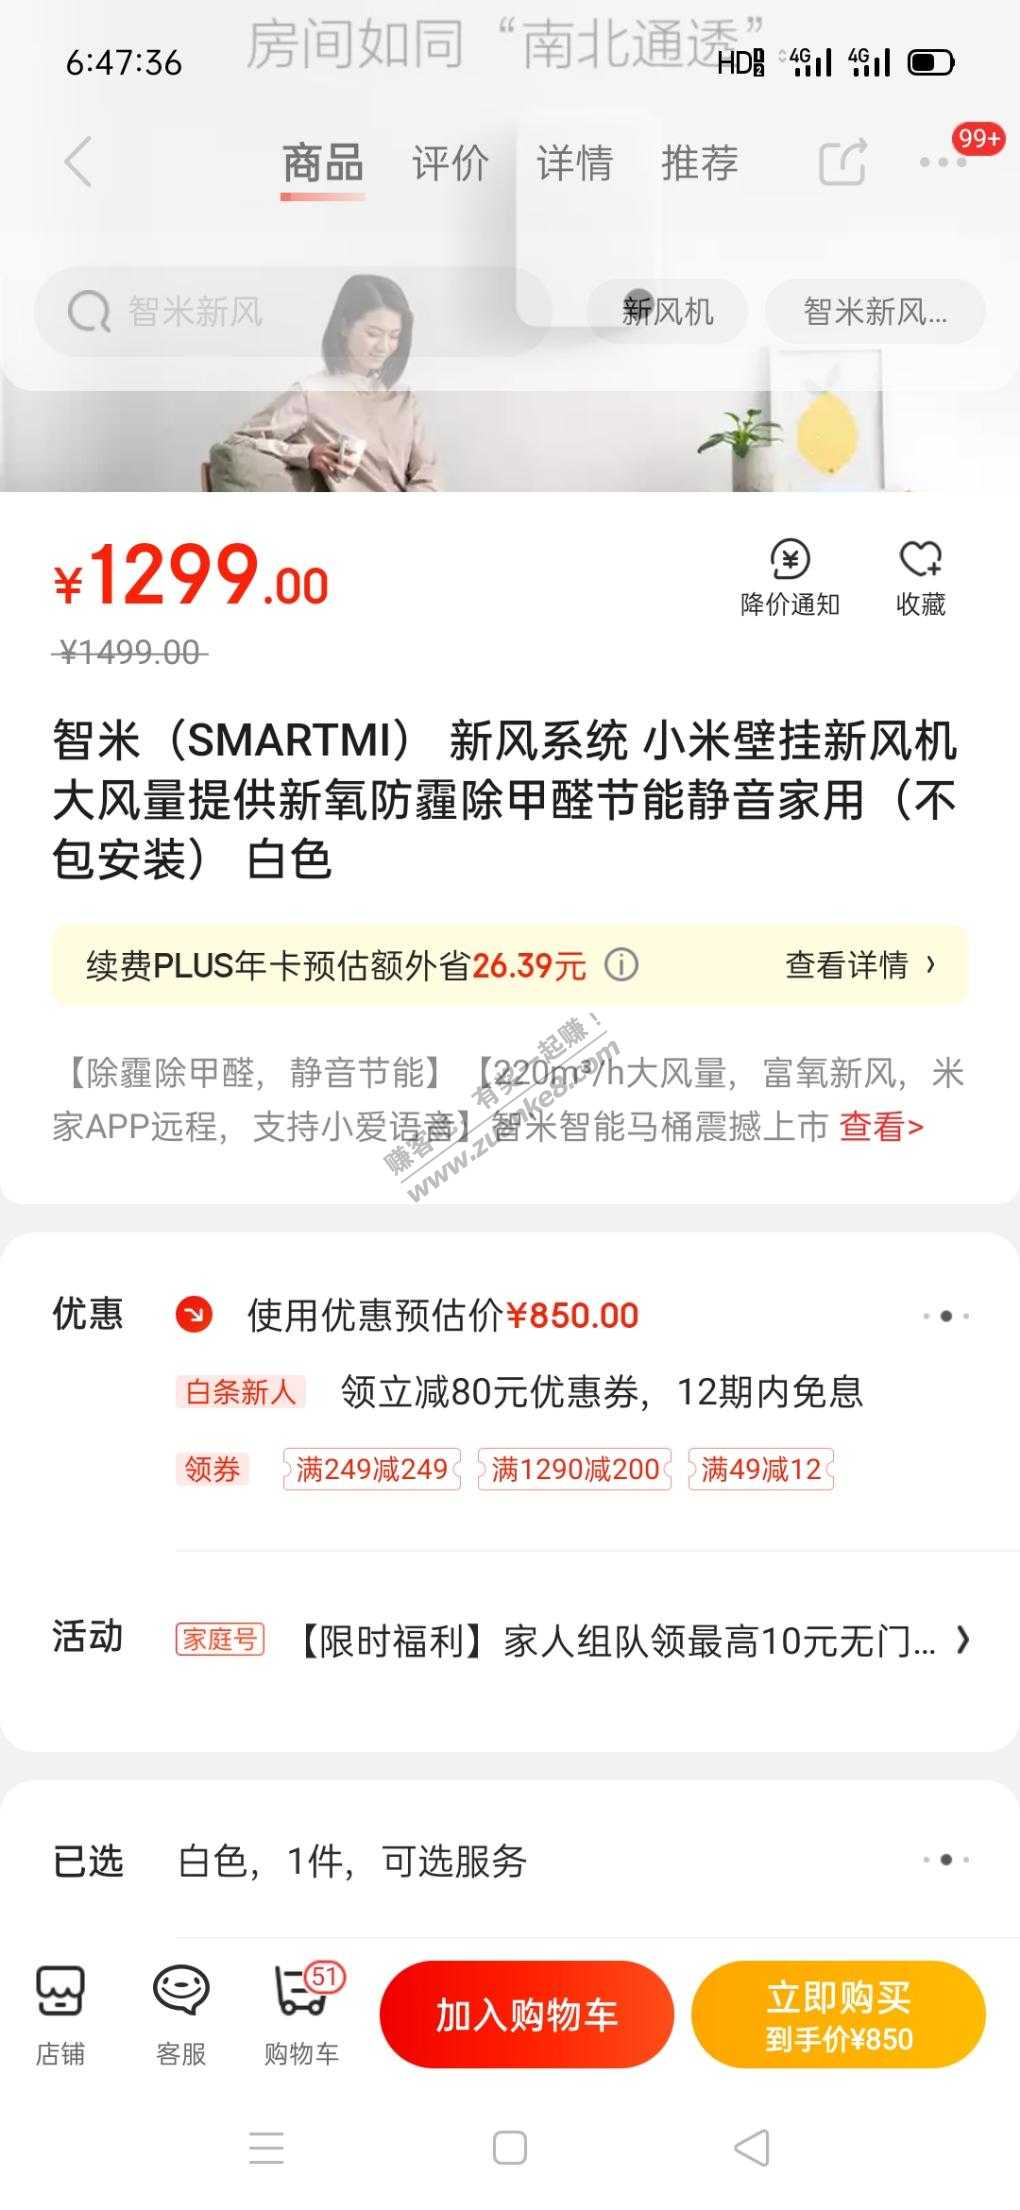 房间如同“南北通透”
6:47:36
HD 4G 4G
商品 评价 详情 推荐 99+
智米新风 新风机 智米新风...
¥1299.00
降价通知 收藏
¥1499.00
智米（SMARTMI） 新风系统 小米壁挂新风机
大风量提供新氧防霾除甲醛节能静音家用（不
包安装） 白色
续费PLUS年卡预估额外省26.39元 查看详情 ›
【除霾除甲醛，静音节能】【220m³/h大风量，富氧新风，米
家APP远程，支持小爱语音】智米智能马桶震撼上市 查看>
赚客吧 有奖一起赚！
www.zuanke8.com
优惠 使用优惠预估价¥850.00
白条新人 领立减80元优惠券，12期内免息
领券 满249减249 满1290减200 满49减12
活动 家庭号 【限时福利】家人组队领最高10元无门...
已选 白色，1件，可选服务
店铺 客服 购物车 51 加入购物车 立即购买
到手价¥850